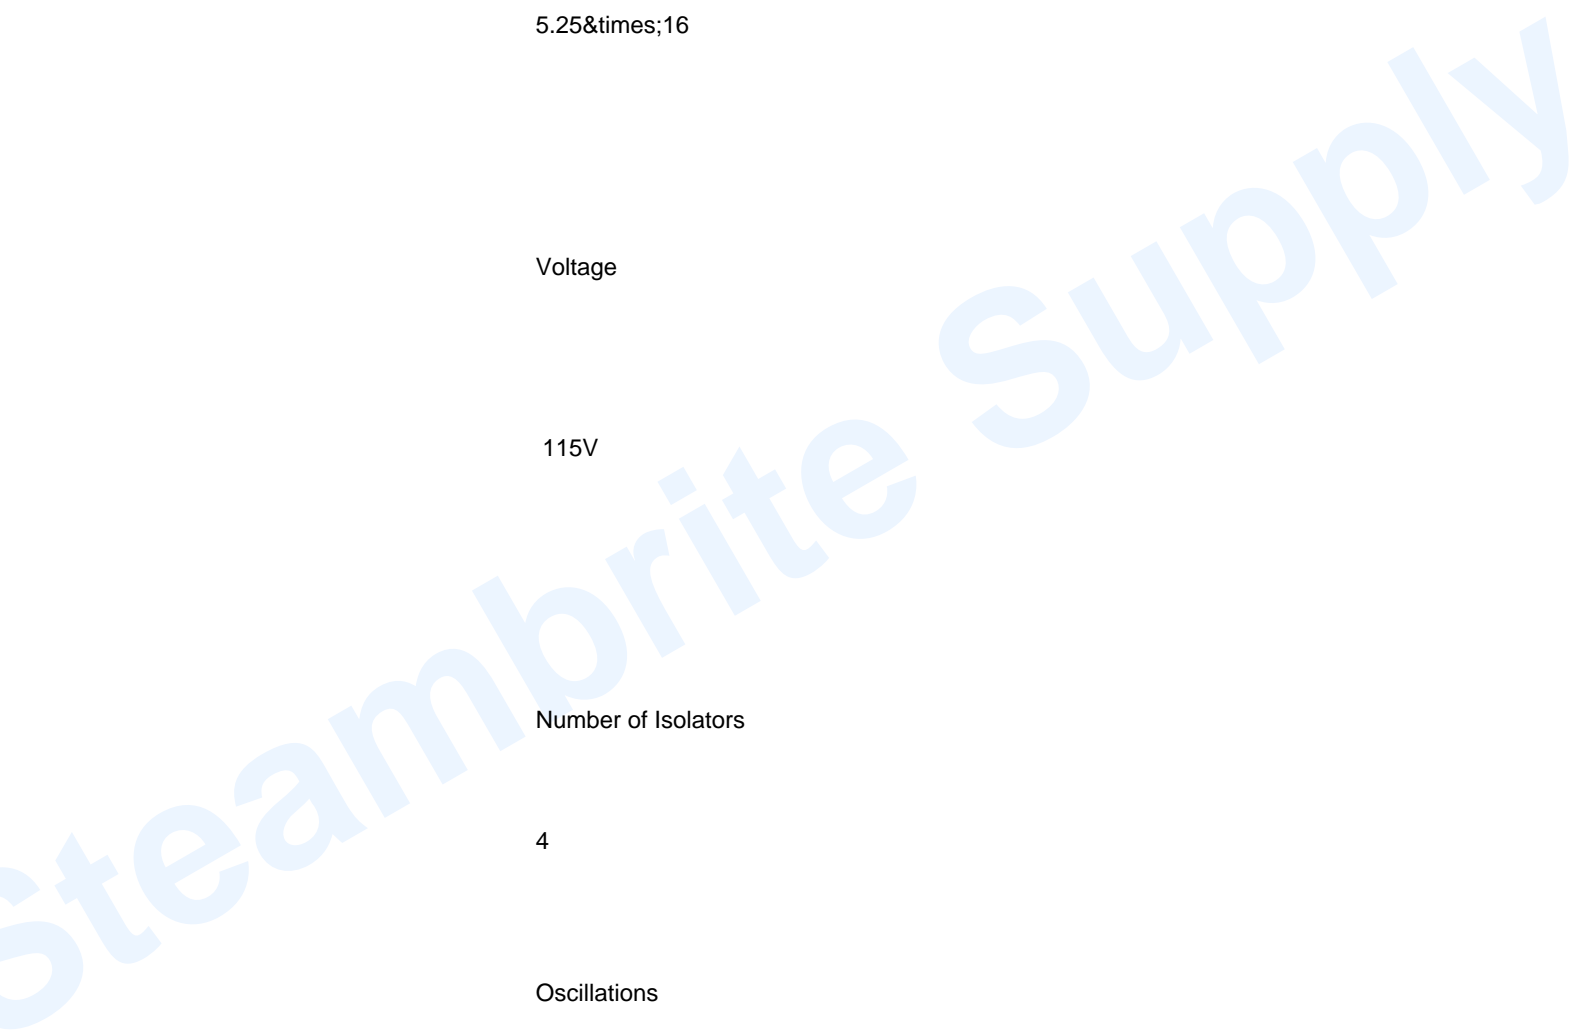 5.25&times;16
Voltage
115V
Number of Isolators
4
Oscillations
Steambrite Supply